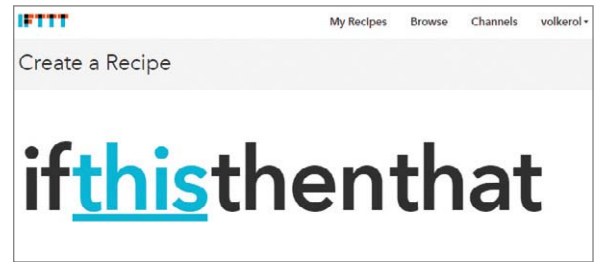 IFTTT
My Recipes Browse Channels volkerol
Create a Recipe
ifthisthenthat